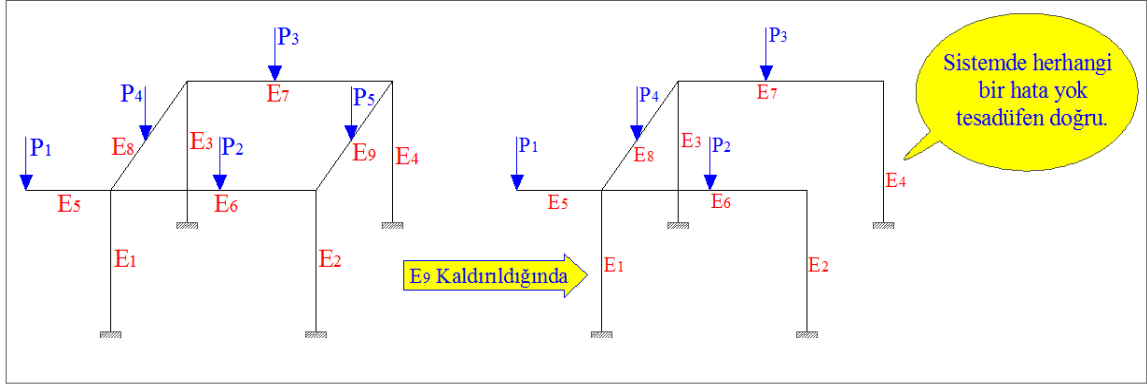 P3
P3
Sistemde herhangi
bir hata yok
tesadüfen doğru.
P4
E7
P5
P4
E7
P1
E8
E3
P2
E9
E4
P1
E8
E3
P2
E4
E5
E6
E5
E6
E1
E2
E9 Kaldırıldığında
E1
E2